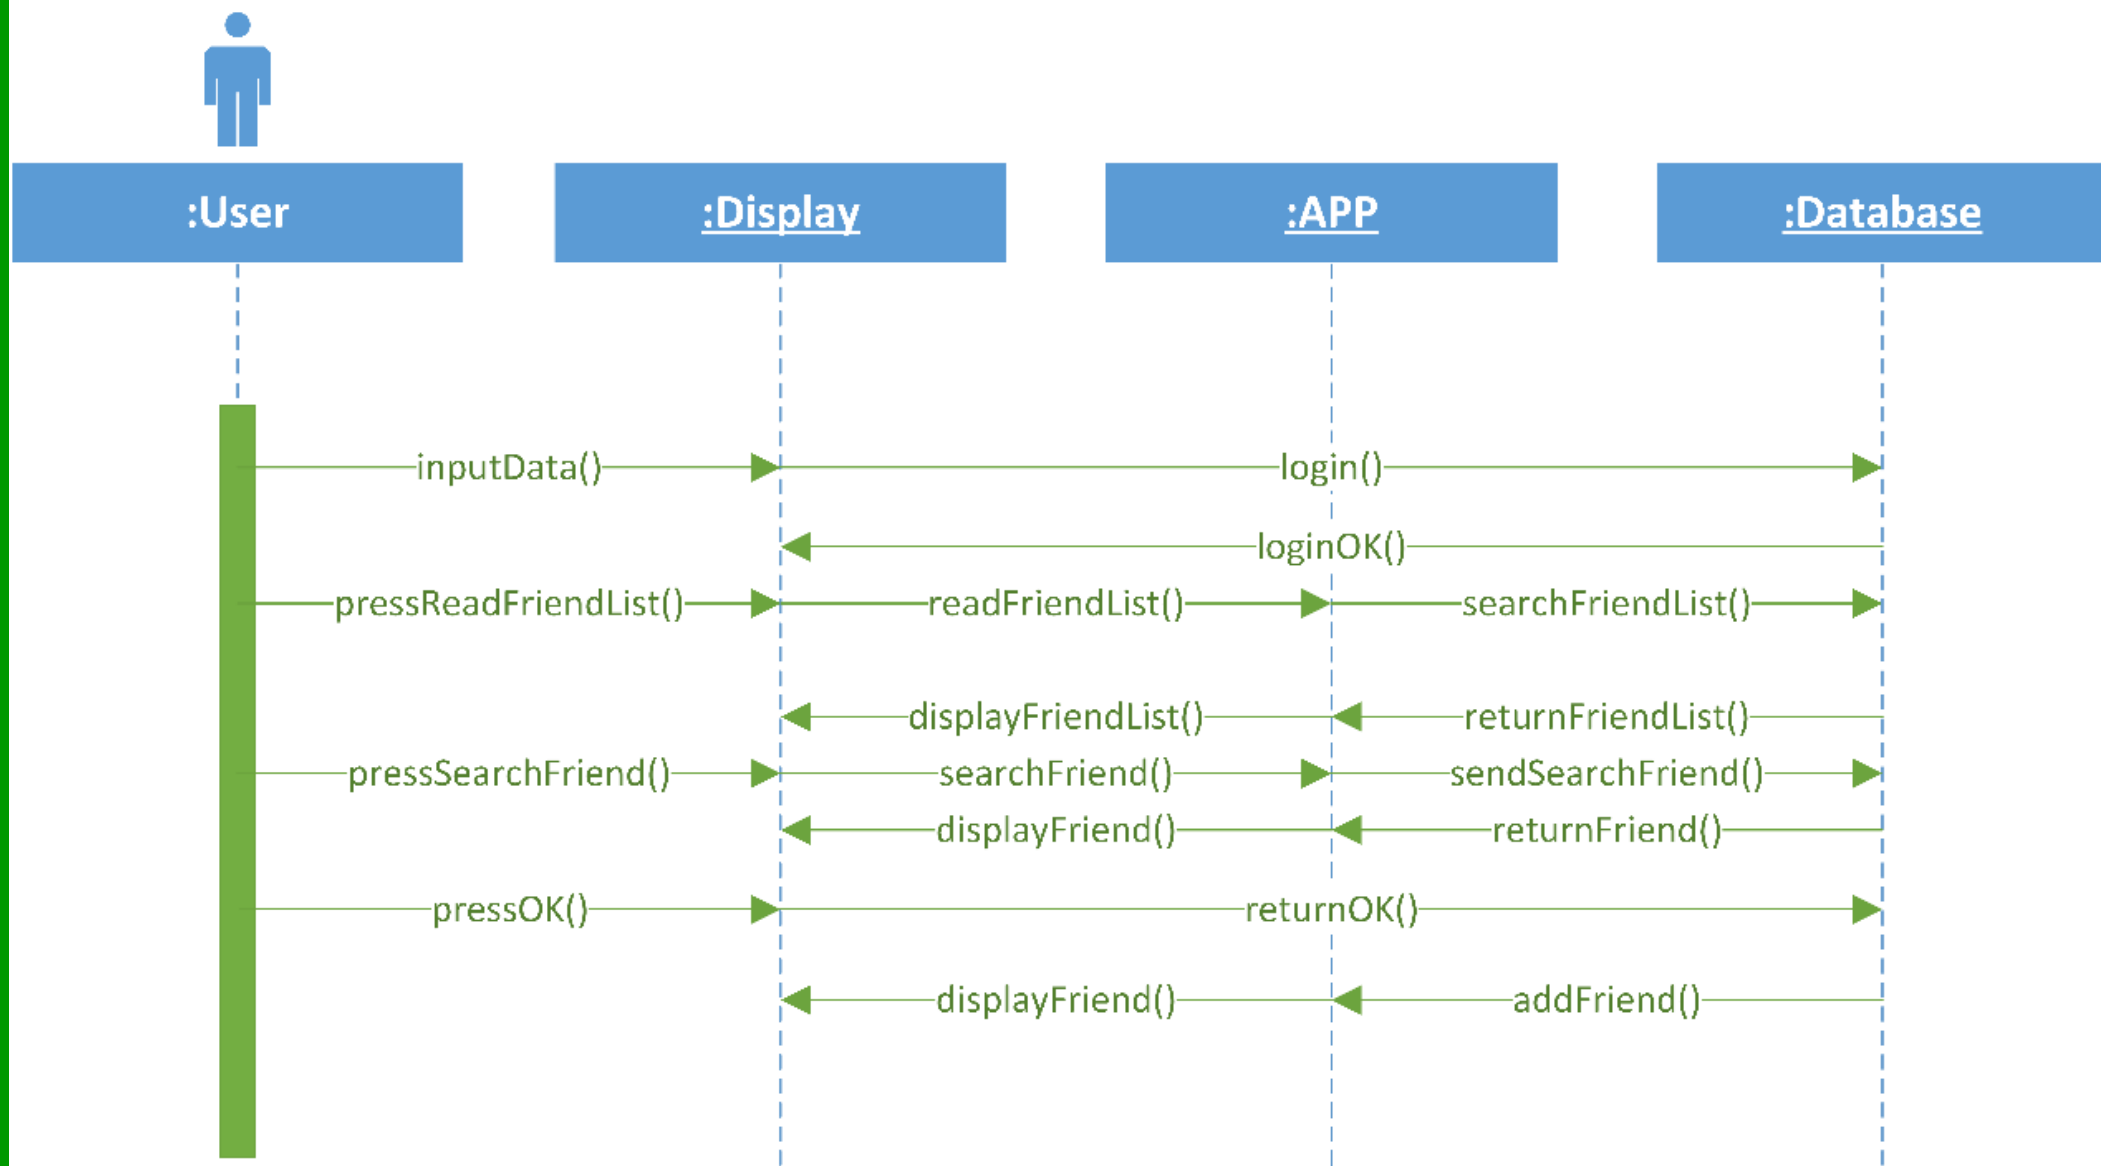 :User
:Display
:APP
:Database
inputData()
login()
loginOK()
pressReadFriendList()
readFriendList()
searchFriendList()
displayFriendList()
returnFriendList()
pressSearchFriend()
searchFriend()
sendSearchFriend()
displayFriend()
returnFriend()
pressOK()
returnOK()
displayFriend()
addFriend()